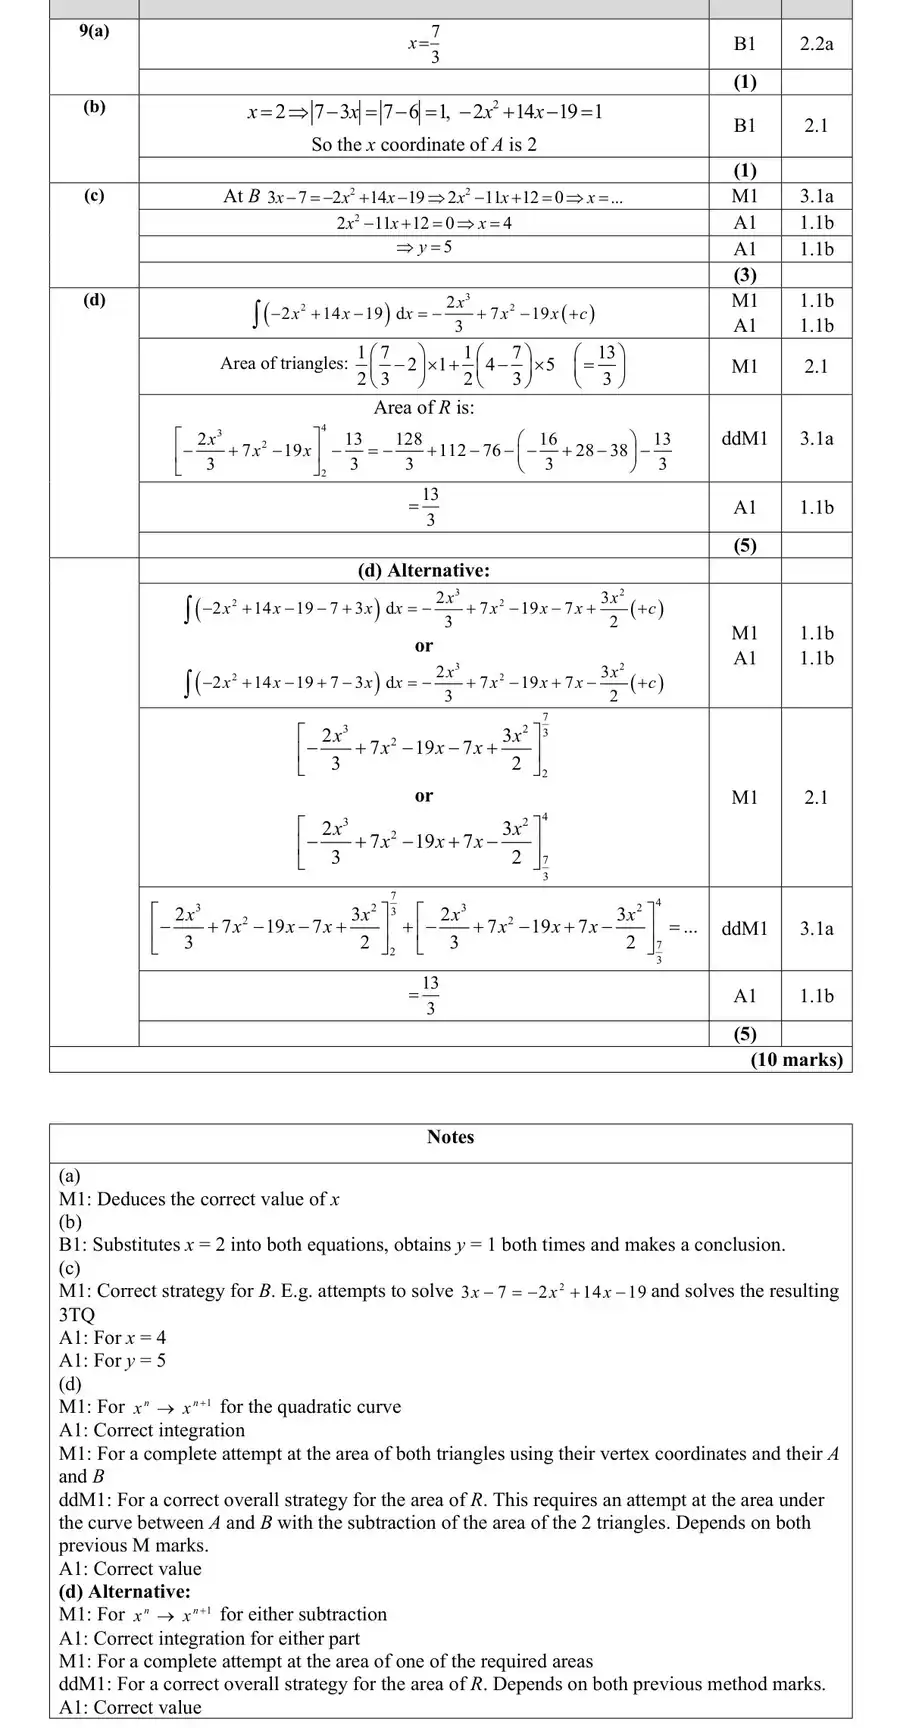 9(a) x = 7/3 B1 2.2a
(1)
(b) x = 2 ⇒ |7 − 3x| = |7 − 6| = 1, −2x² + 14x − 19 = 1
So the x coordinate of A is 2 B1 2.1
(1)
(c) At B 3x − 7 = −2x² + 14x − 19 ⇒ 2x² − 11x + 12 = 0 ⇒ x = ... M1 3.1a
2x² − 11x + 12 = 0 ⇒ x = 4 A1 1.1b
⇒ y = 5 A1 1.1b
(3)
(d) ∫(−2x² + 14x − 19) dx = −2x³/3 + 7x² − 19x (+c) M1 A1 1.1b 1.1b
Area of triangles: 1/2 (7/3 − 2) × 1 + 1/2 (4 − 7/3) × 5 (= 13/3) M1 2.1
Area of R is:
[−2x³/3 + 7x² − 19x]₂⁴ − 13/3 = −128/3 + 112 − 76 − (−16/3 + 28 − 38) − 13/3 ddM1 3.1a
= 13/3 A1 1.1b
(5)
(d) Alternative:
∫(−2x² + 14x − 19 − 7 + 3x) dx = −2x³/3 + 7x² − 19x − 7x + 3x²/2 (+c)
or M1 A1 1.1b 1.1b
∫(−2x² + 14x − 19 + 7 − 3x) dx = −2x³/3 + 7x² − 19x + 7x − 3x²/2 (+c)
[−2x³/3 + 7x² − 19x − 7x + 3x²/2]₂^(7/3)
or M1 2.1
[−2x³/3 + 7x² − 19x + 7x − 3x²/2]_(7/3)^4
[−2x³/3 + 7x² − 19x − 7x + 3x²/2]₂^(7/3) + [−2x³/3 + 7x² − 19x + 7x − 3x²/2]_(7/3)^4 = ... ddM1 3.1a
= 13/3 A1 1.1b
(5)
(10 marks)
Notes
(a)
M1: Deduces the correct value of x
(b)
B1: Substitutes x = 2 into both equations, obtains y = 1 both times and makes a conclusion.
(c)
M1: Correct strategy for B. E.g. attempts to solve 3x − 7 = −2x² + 14x − 19 and solves the resulting
3TQ
A1: For x = 4
A1: For y = 5
(d)
M1: For xⁿ → xⁿ⁺¹ for the quadratic curve
A1: Correct integration
M1: For a complete attempt at the area of both triangles using their vertex coordinates and their A
and B
ddM1: For a correct overall strategy for the area of R. This requires an attempt at the area under
the curve between A and B with the subtraction of the area of the 2 triangles. Depends on both
previous M marks.
A1: Correct value
(d) Alternative:
M1: For xⁿ → xⁿ⁺¹ for either subtraction
A1: Correct integration for either part
M1: For a complete attempt at the area of one of the required areas
ddM1: For a correct overall strategy for the area of R. Depends on both previous method marks.
A1: Correct value